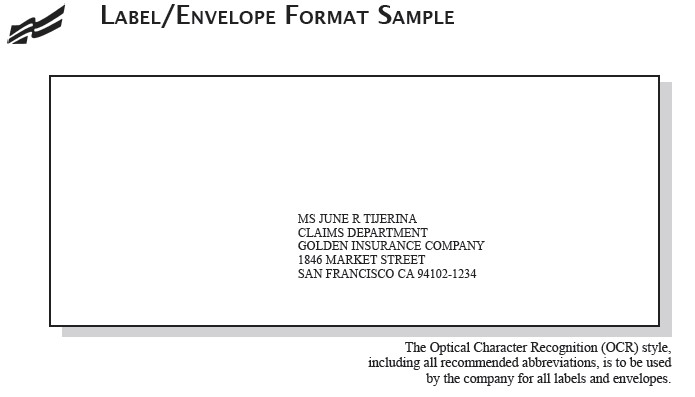 LABEL/ENVELOPE FORMAT SAMPLE
MS JUNE R TIJERINA
CLAIMS DEPARTMENT
GOLDEN INSURANCE COMPANY
1846 MARKET STREET
SAN FRANCISCO CA 94102-1234
The Optical Character Recognition (OCR) style,
including all recommended abbreviations, is to be used
by the company for all labels and envelopes.